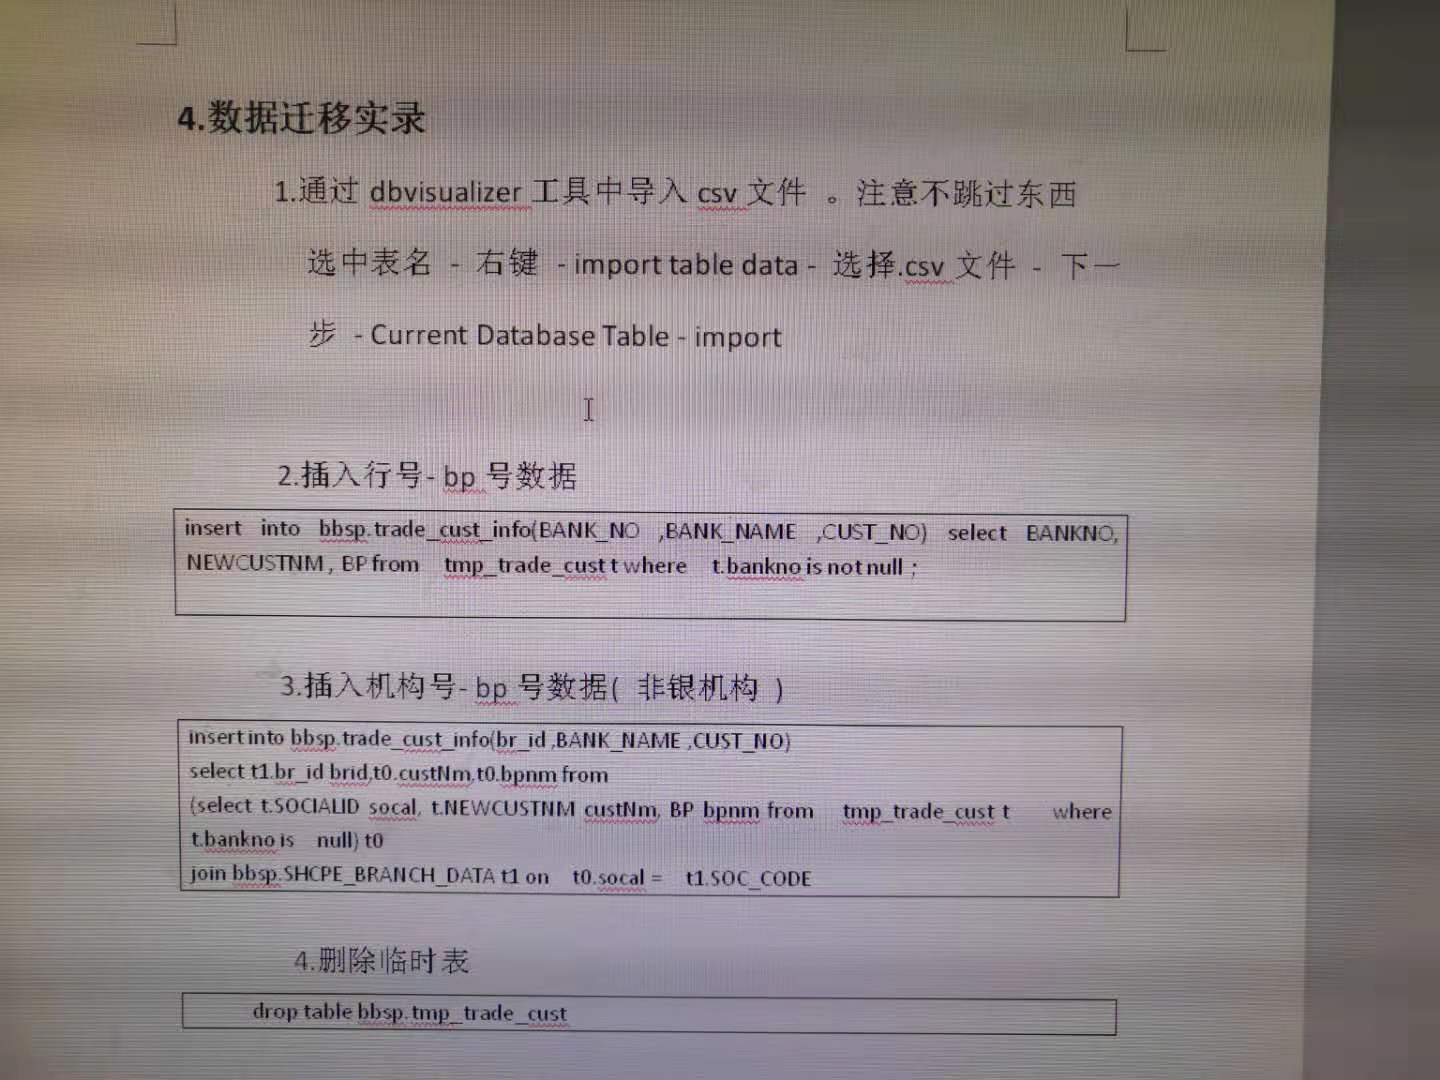 4.数据迁移实录
1.通过 dbvisualizer 工具中导入 csv 文件 。注意不跳过东西
选中表名 - 右键 - import table data - 选择.csv 文件 - 下一
步 - Current Database Table - import
2.插入行号- bp 号数据
insert into bbsp.trade_cust_info(BANK_NO ,BANK_NAME ,CUST_NO) select BANKNO,
NEWCUSTNM , BP from tmp_trade_cust t where t.bankno is not null ;
3.插入机构号- bp 号数据( 非银机构 )
insert into bbsp.trade_cust_info(br_id ,BANK_NAME ,CUST_NO)
select t1.br_id brid,t0.custNm,t0.bpnm from
(select t.SOCIALID socal, t.NEWCUSTNM custNm, BP bpnm from tmp_trade_cust t where
t.bankno is null) t0
join bbsp.SHCPE_BRANCH_DATA t1 on t0.socal = t1.SOC_CODE
4.删除临时表
drop table bbsp.tmp_trade_cust